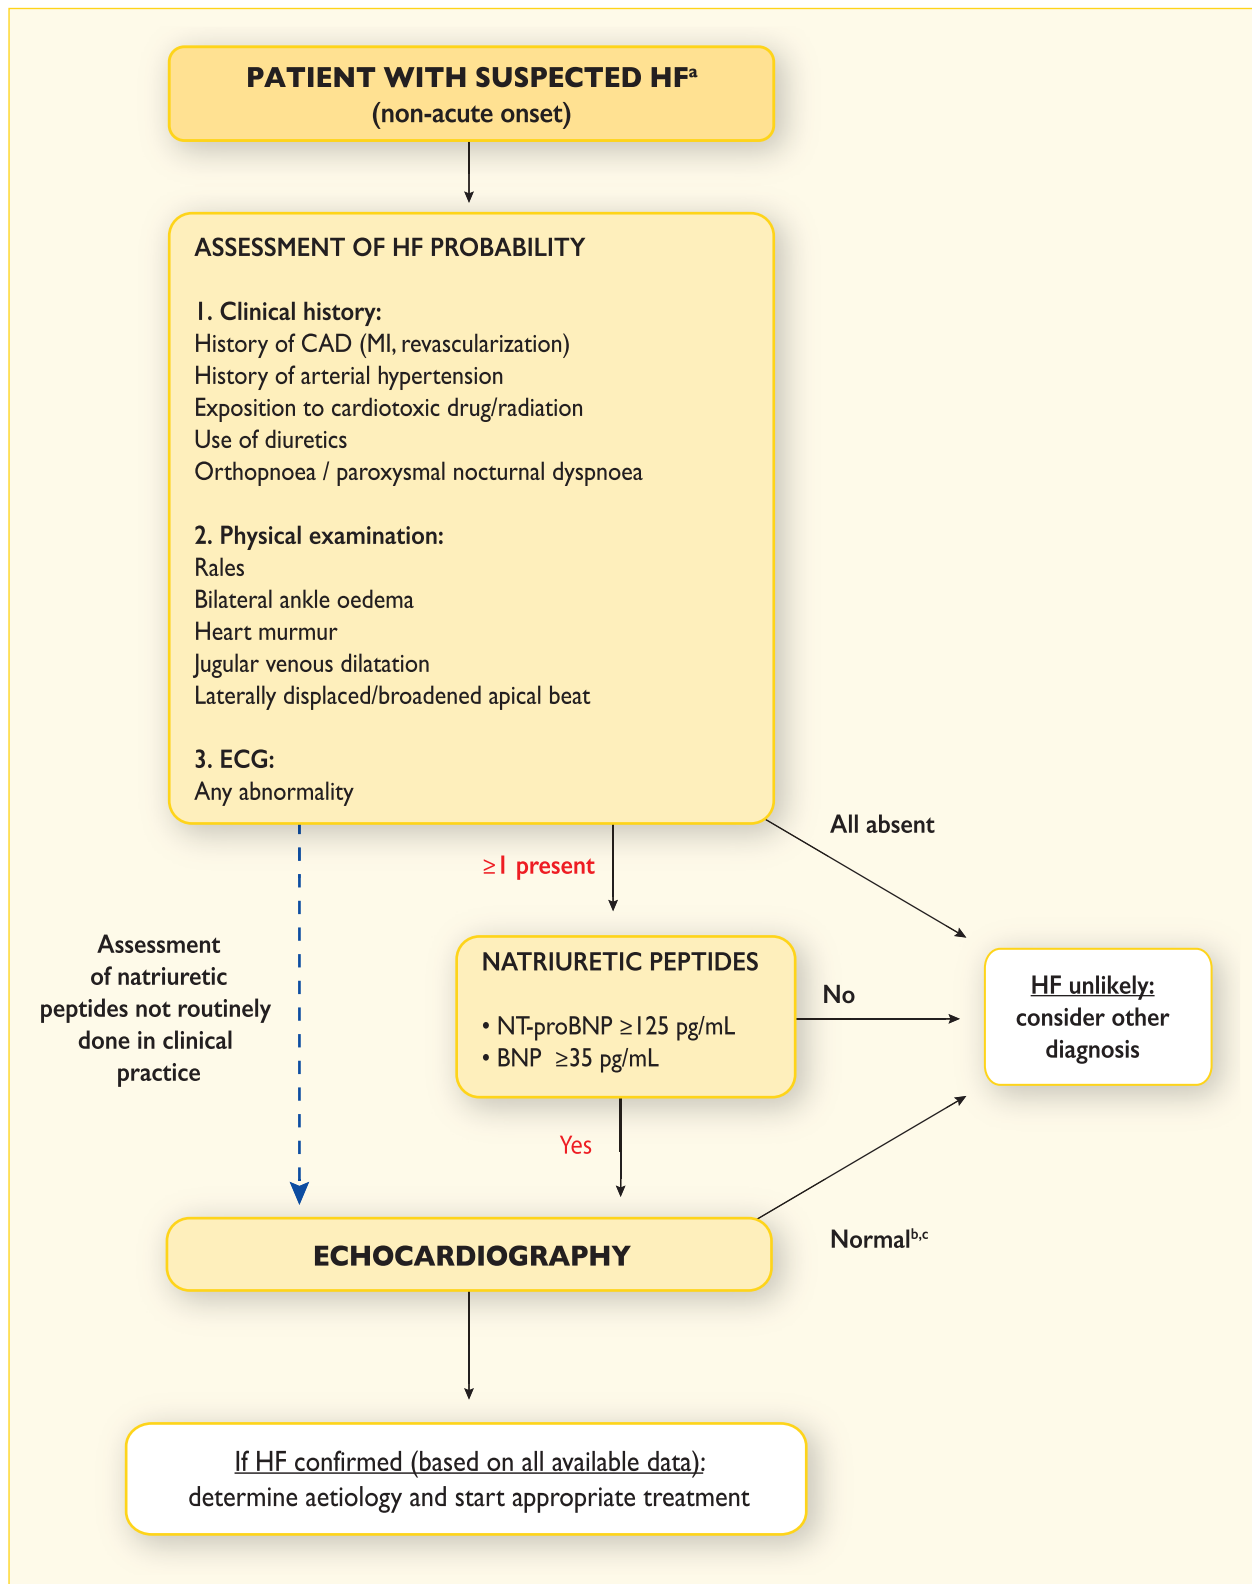 PATIENT WITH SUSPECTED HFᵃ
(non-acute onset)
ASSESSMENT OF HF PROBABILITY
1. Clinical history:
History of CAD (MI, revascularization)
History of arterial hypertension
Exposition to cardiotoxic drug/radiation
Use of diuretics
Orthopnoea / paroxysmal nocturnal dyspnoea
2. Physical examination:
Rales
Bilateral ankle oedema
Heart murmur
Jugular venous dilatation
Laterally displaced/broadened apical beat
3. ECG:
Any abnormality
All absent
≥1 present
Assessment
of natriuretic
peptides not routinely
done in clinical
practice
NATRIURETIC PEPTIDES
• NT-proBNP ≥125 pg/mL
• BNP ≥35 pg/mL
No
HF unlikely:
consider other
diagnosis
Yes
Normalᵇ,ᶜ
ECHOCARDIOGRAPHY
If HF confirmed (based on all available data):
determine aetiology and start appropriate treatment